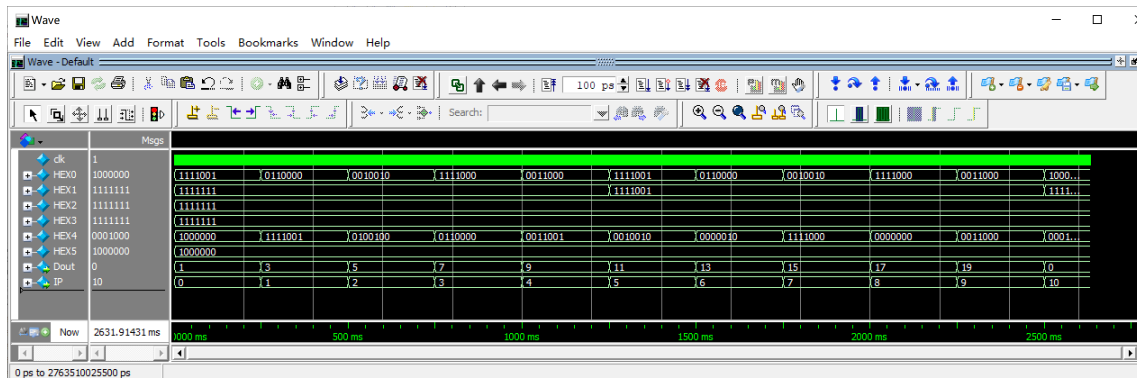 Wave
File Edit View Add Format Tools Bookmarks Window Help
Wave - Default
100 ps
Search:
Msgs
clk 1
HEX0 1000000 1111001 0110000 0010010 1111000 0011000 1111001 0110000 0010010 1111000 0011000 1000...
HEX1 1111111 1111111 1111001 1111...
HEX2 1111111 1111111
HEX3 1111111 1111111
HEX4 0001000 1000000 1111001 0100100 0110000 0011001 0010010 0000010 1111000 0000000 0011000 0001...
HEX5 1000000 1000000
Dout 0 1 3 5 7 9 11 13 15 17 19 0
IP 10 0 1 2 3 4 5 6 7 8 9 10
Now 2631.91431 ms 0000 ms 500 ms 1000 ms 1500 ms 2000 ms 2500 ms
0 ps to 2763510025500 ps